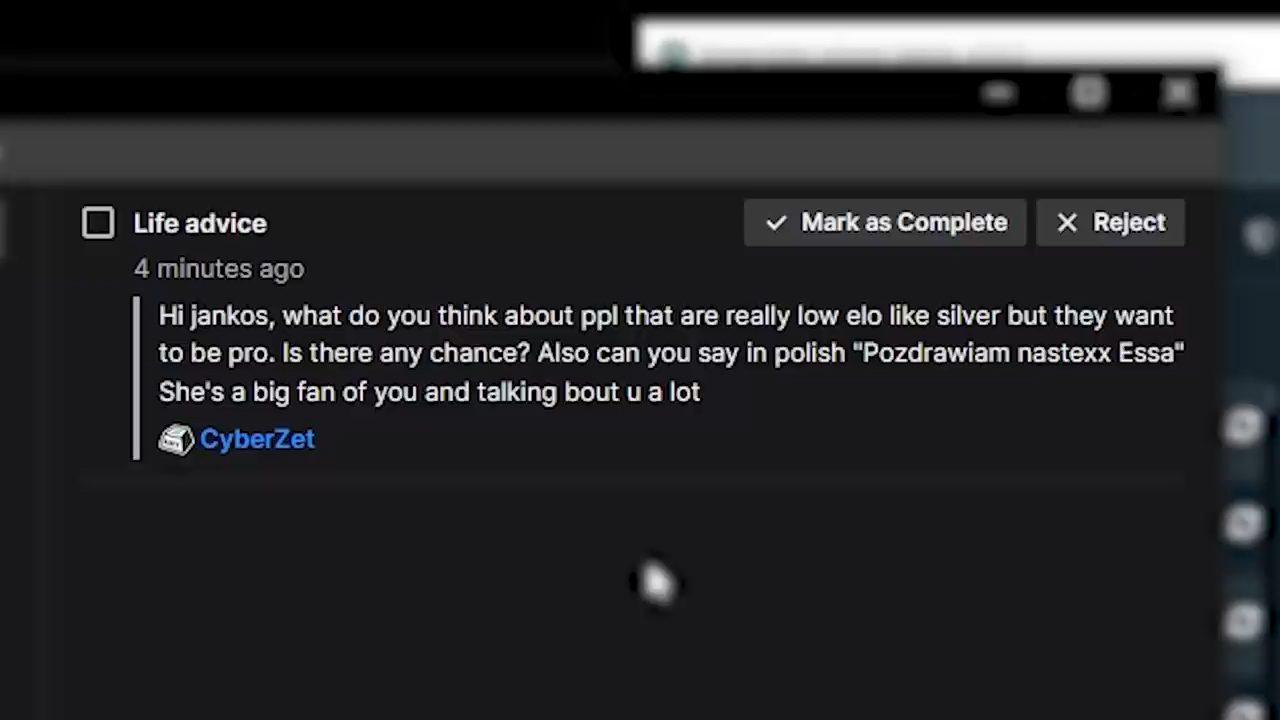 Life advice
Mark as Complete
Reject
4 minutes ago
Hi jankos, what do you think about ppl that are really low elo like silver but they want
to be pro. Is there any chance? Also can you say in polish "Pozdrawiam nastexx Essa"
She's a big fan of you and talking bout u a lot
CyberZet